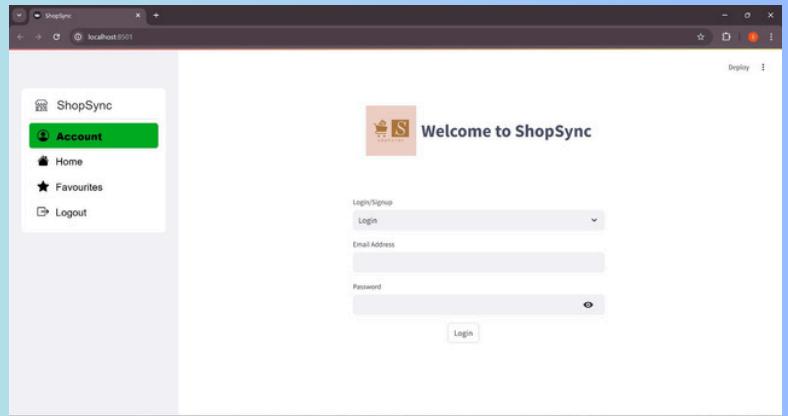 ShopSync
localhost:8501
Deploy
ShopSync
Account
Home
Favourites
Logout
S
Welcome to ShopSync
Login/Signup
Login
Email Address
Password
Login